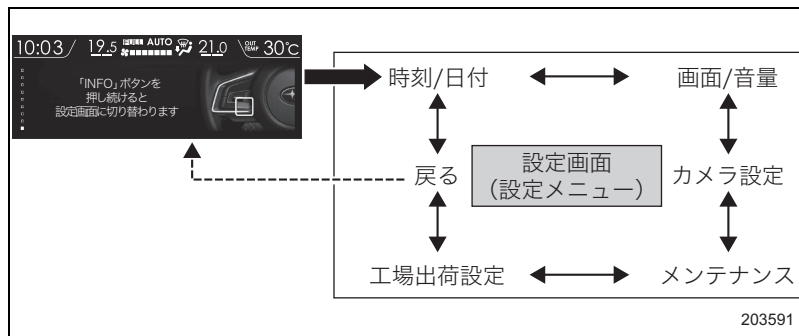 10:03 19.5 FULL AUTO 21.0 OUT TEMP 30℃
「INFO」ボタンを
押し続けると
設定画面に切り替わります
時刻/日付
画面/音量
戻る
設定画面
（設定メニュー）
カメラ設定
工場出荷設定
メンテナンス
203591